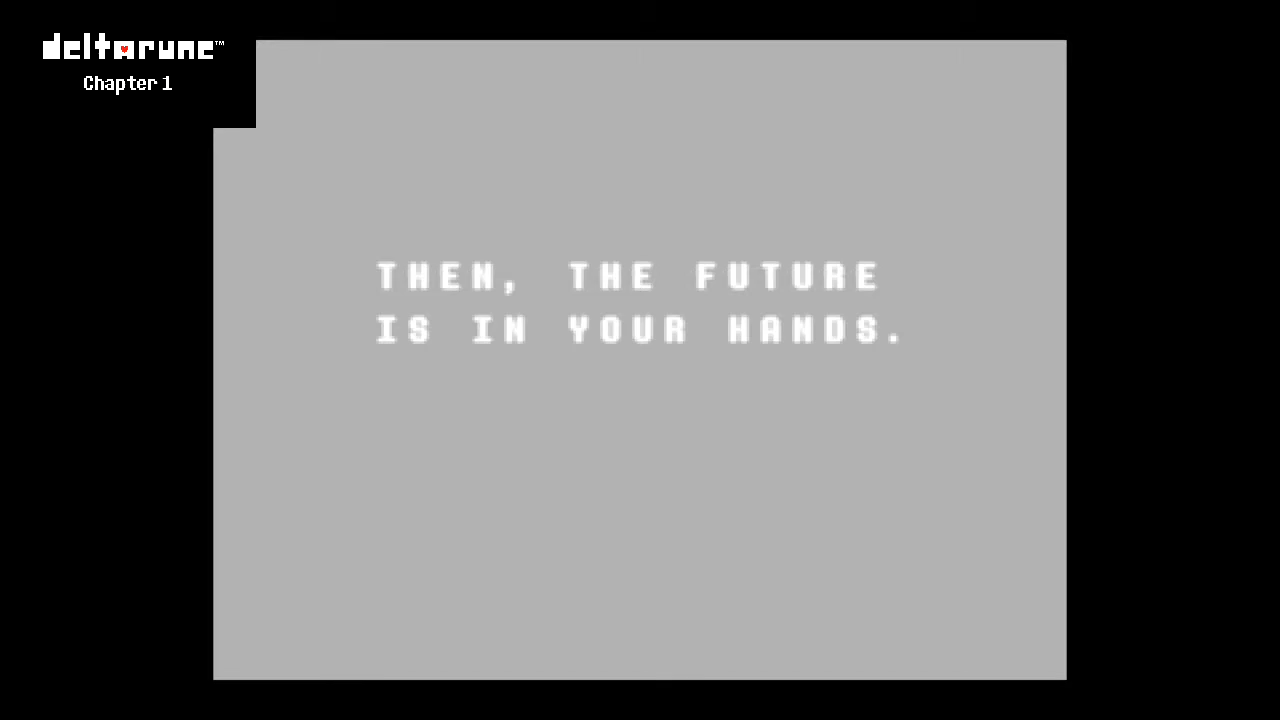 deltarune™
Chapter 1
THEN, THE FUTURE
IS IN YOUR HANDS.